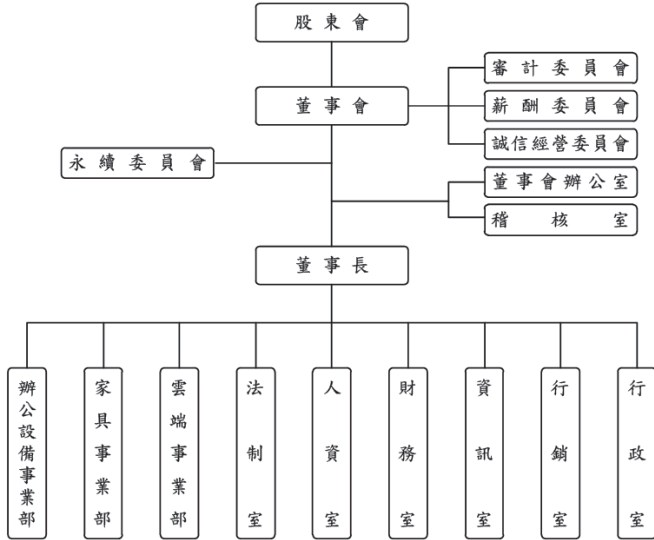 股東會
董事會
審計委員會
薪酬委員會
誠信經營委員會
永續委員會
董事會辦公室
稽核室
董事長
辦公設備事業部
家具事業部
雲端事業部
法制室
人資室
財務室
資訊室
行銷室
行政室